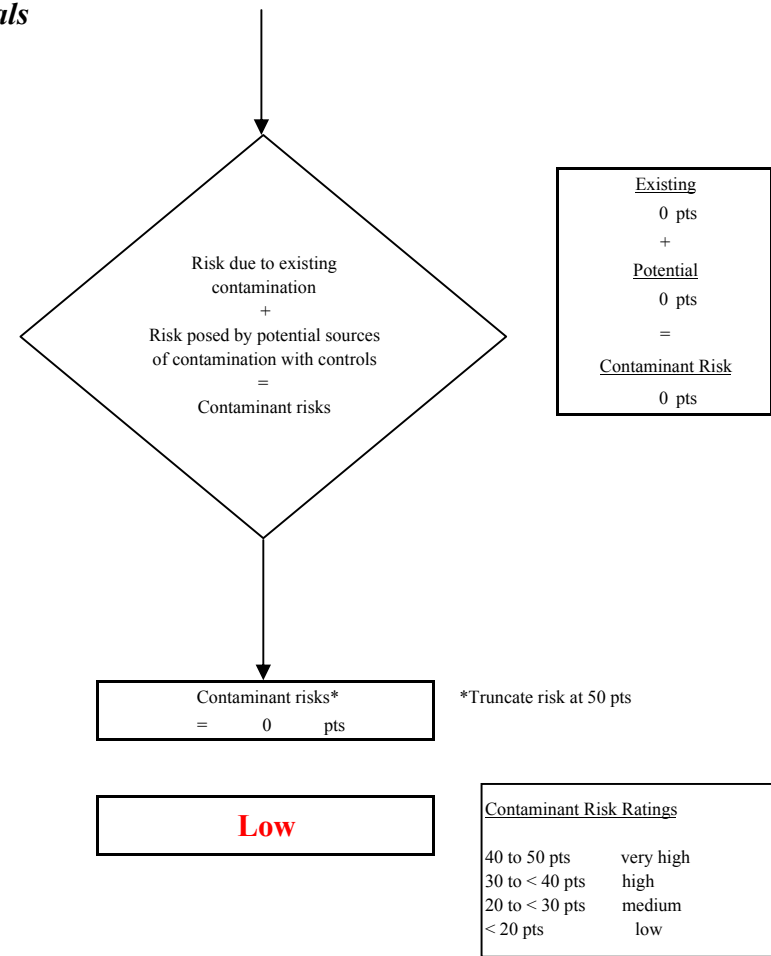 Risk due to existing
contamination
+
Risk posed by potential sources
of contamination with controls
=
Contaminant risks
Existing
0 pts
+
Potential
0 pts
=
Contaminant Risk
0 pts
Contaminant risks*
= 0 pts
*Truncate risk at 50 pts
Low
Contaminant Risk Ratings
40 to 50 pts very high
30 to < 40 pts high
20 to < 30 pts medium
< 20 pts low